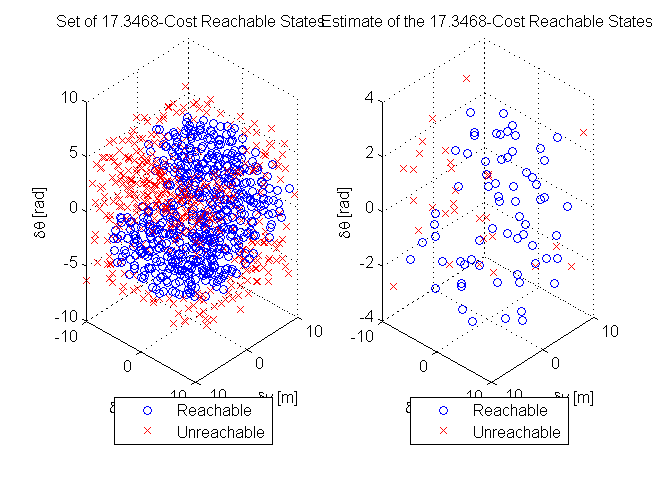 Set of 17.3468-Cost Reachable States
Estimate of the 17.3468-Cost Reachable States
10
5
0
-5
-10
δθ [rad]
-10
0
10
-10
0
10
[m]
Reachable
Unreachable
4
2
0
-2
-4
δθ [rad]
-10
0
10
-10
0
10
[m]
Reachable
Unreachable